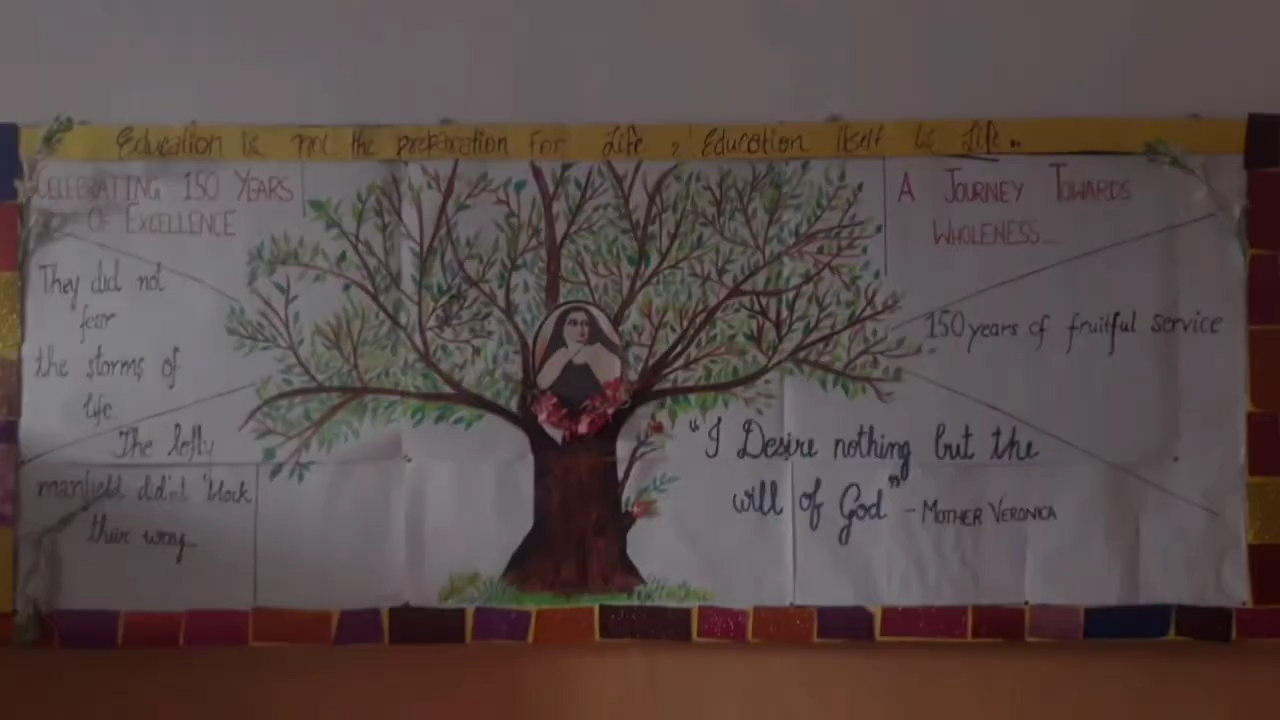 Education is not the preparation For Life , Education itself is Life..
CELEBRATING 150 YEARS
OF EXCELLENCE
They did not
fear
the storms of
life.
The lofty
manfield did'nt block
their way
A JOURNEY TOWARDS
WHOLENESS...
150 years of fruitful service
"I Desire nothing but the
will of God" - MOTHER VERONICA